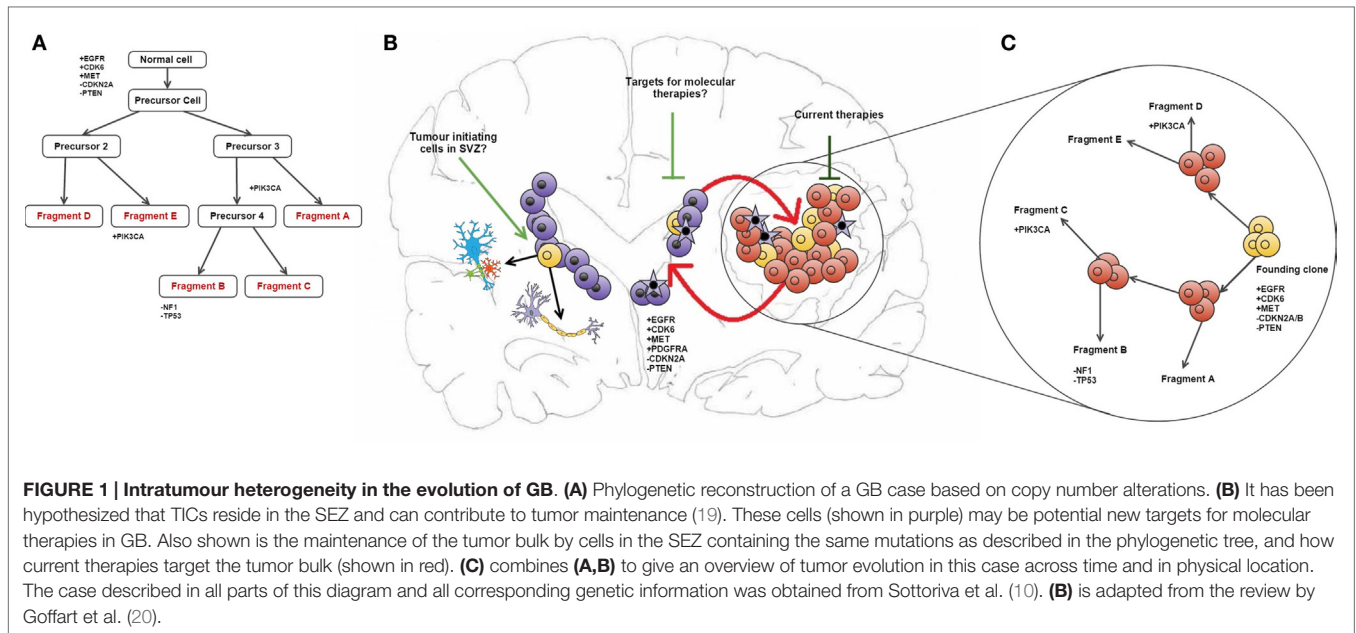 A
+EGFR
+CDK6
+MET
-CDKN2A
-PTEN
Normal cell
Precursor Cell
Precursor 2
Precursor 3
+PIK3CA
Fragment D
Fragment E
Precursor 4
Fragment A
+PIK3CA
Fragment B
Fragment C
-NF1
-TP53
B
Targets for molecular
therapies?
Current therapies
Tumour initiating
cells in SVZ?
+EGFR
+CDK6
+MET
+PDGFRA
-CDKN2A
-PTEN
C
Fragment D
+PIK3CA
Fragment E
Fragment C
+PIK3CA
Founding clone
+EGFR
+CDK6
+MET
-CDKN2A/B
-PTEN
Fragment B
-NF1
-TP53
Fragment A
FIGURE 1 | Intratumour heterogeneity in the evolution of GB. (A) Phylogenetic reconstruction of a GB case based on copy number alterations. (B) It has been
hypothesized that TICs reside in the SEZ and can contribute to tumor maintenance (19). These cells (shown in purple) may be potential new targets for molecular
therapies in GB. Also shown is the maintenance of the tumor bulk by cells in the SEZ containing the same mutations as described in the phylogenetic tree, and how
current therapies target the tumor bulk (shown in red). (C) combines (A,B) to give an overview of tumor evolution in this case across time and in physical location.
The case described in all parts of this diagram and all corresponding genetic information was obtained from Sottoriva et al. (10). (B) is adapted from the review by
Goffart et al. (20).